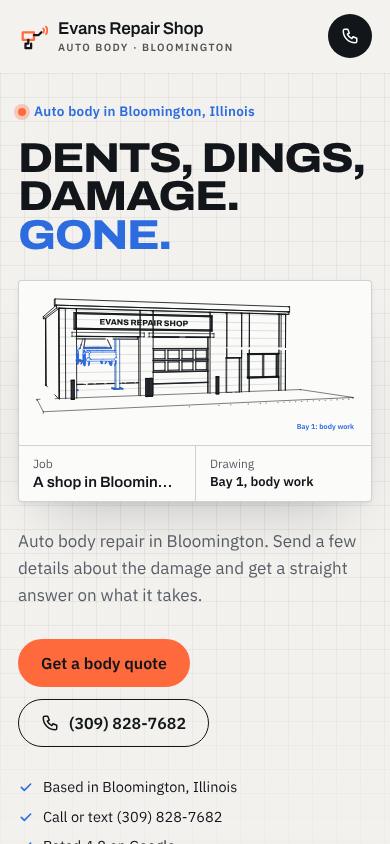 Evans Repair Shop
AUTO BODY · BLOOMINGTON
Auto body in Bloomington, Illinois
DENTS, DINGS,
DAMAGE.
GONE.
EVANS REPAIR SHOP
Bay 1: body work
Job
A shop in Bloomin…
Drawing
Bay 1, body work
Auto body repair in Bloomington. Send a few
details about the damage and get a straight
answer on what it takes.
Get a body quote
(309) 828-7682
Based in Bloomington, Illinois
Call or text (309) 828-7682